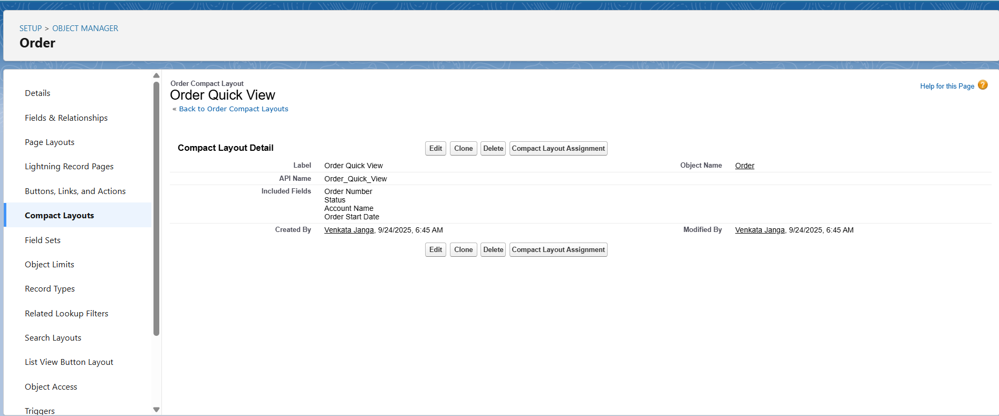 SETUP > OBJECT MANAGER
Order
Details
Fields & Relationships
Page Layouts
Lightning Record Pages
Buttons, Links, and Actions
Compact Layouts
Field Sets
Object Limits
Record Types
Related Lookup Filters
Search Layouts
List View Button Layout
Object Access
Triggers
Order Compact Layout
Order Quick View
« Back to Order Compact Layouts
Help for this Page ?
Compact Layout Detail Edit Clone Delete Compact Layout Assignment
Label Order Quick View Object Name Order
API Name Order_Quick_View
Included Fields Order Number
Status
Account Name
Order Start Date
Created By Venkata Janga, 9/24/2025, 6:45 AM Modified By Venkata Janga, 9/24/2025, 6:45 AM
Edit Clone Delete Compact Layout Assignment